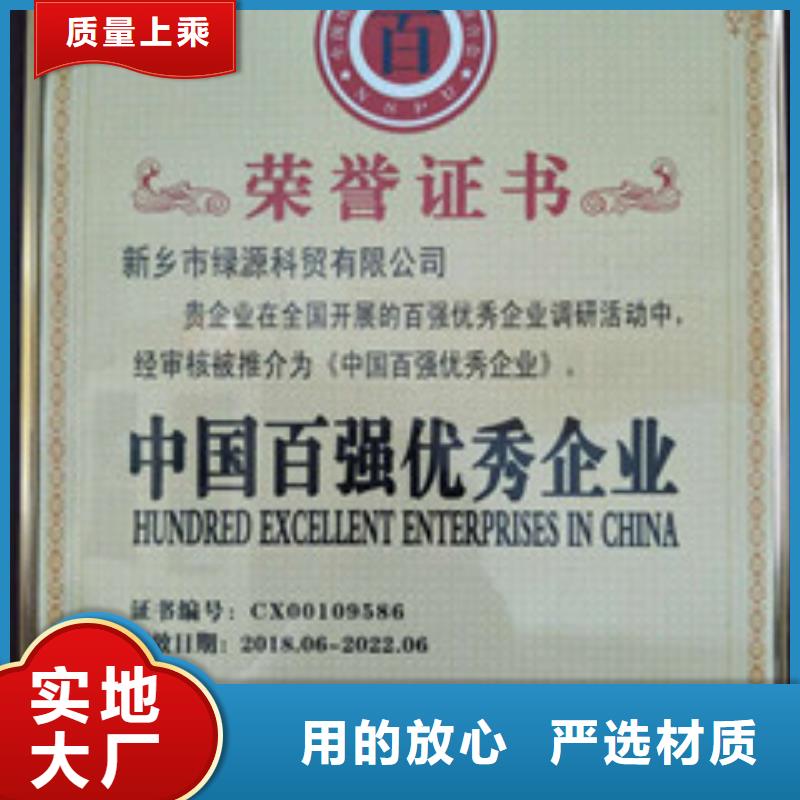 质量上乘
百
NSPU
荣誉证书
新乡市绿源科贸有限公司
贵企业在全国开展的百强优秀企业调研活动中，
经审核被推介为《中国百强优秀企业》。
中国百强优秀企业
HUNDRED EXCELLENT ENTERPRISES IN CHINA
证书编号：CX00109586
效日期：2018.06-2022.06
实地
大厂
用的放心 严选材质